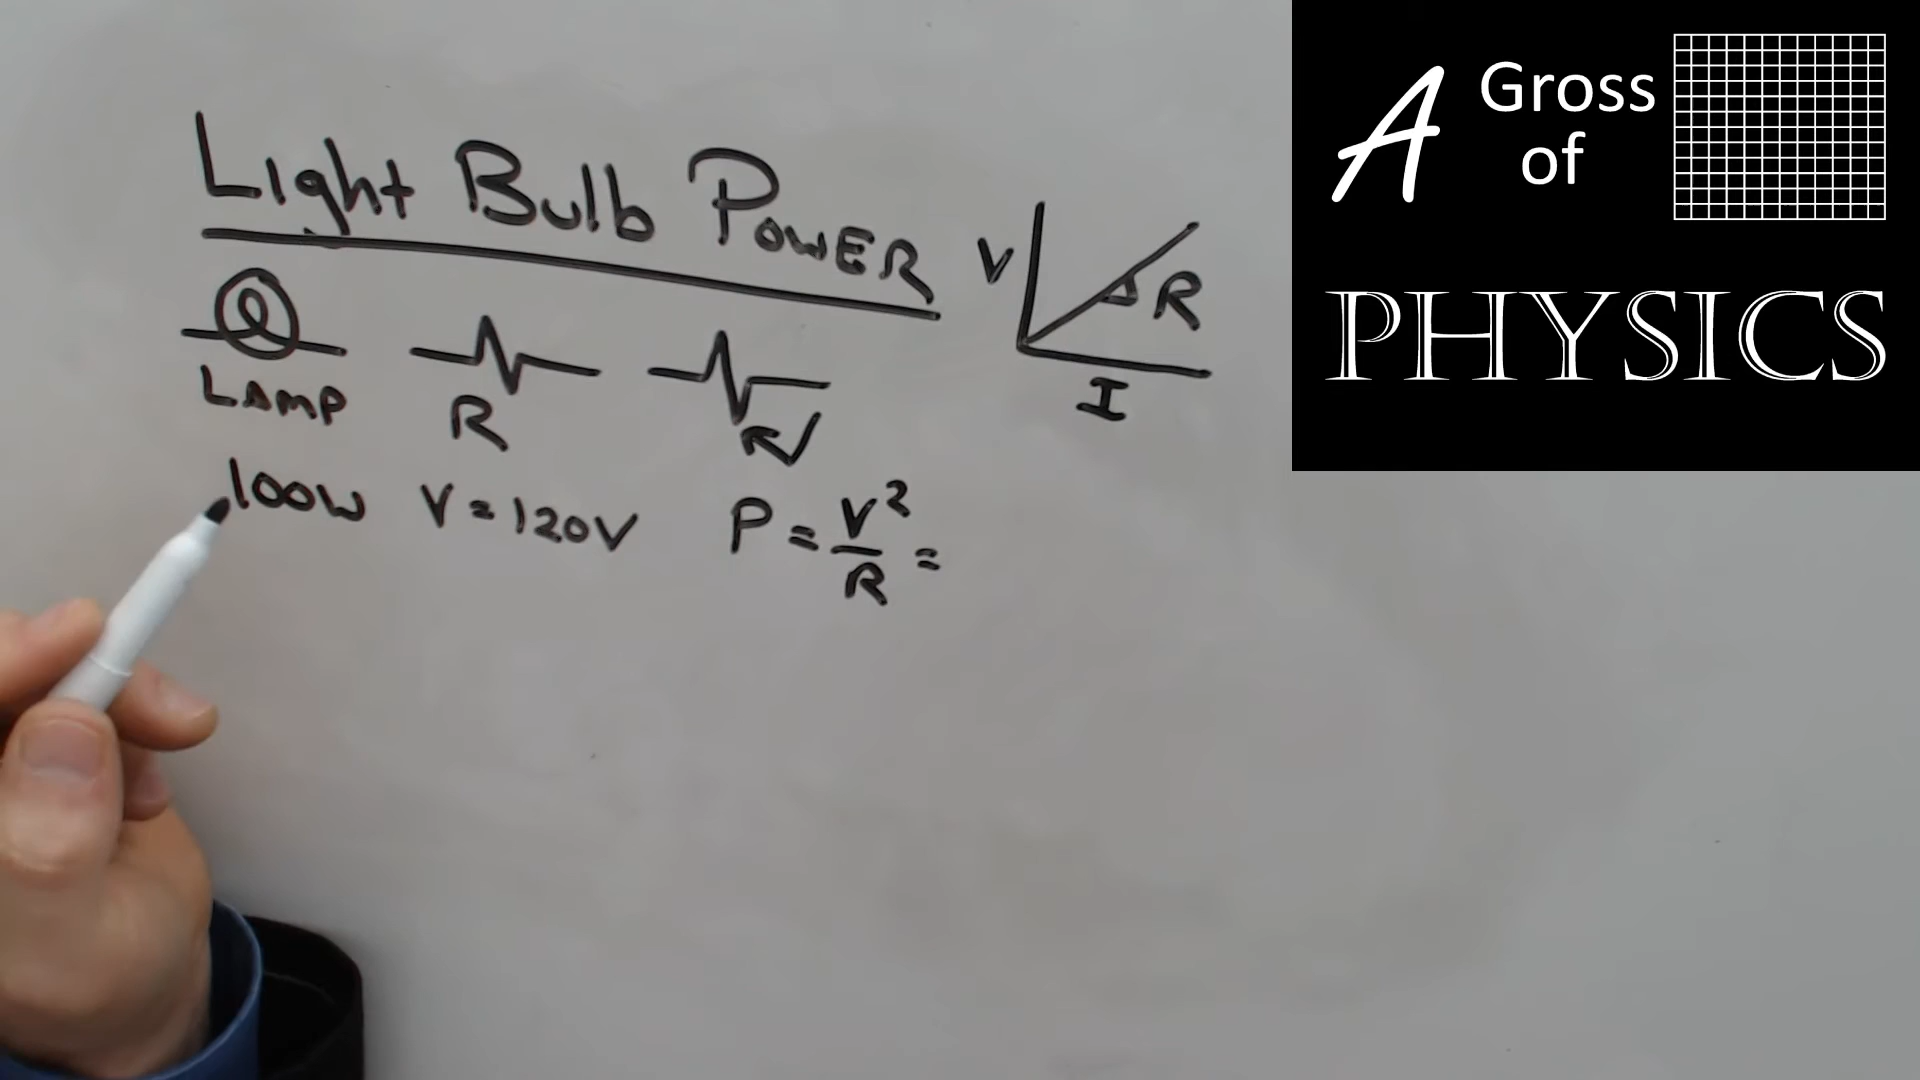 Light Bulb Power
LAMP
R
V
R
I
100W V = 120V P = V²/R =
A Gross of
PHYSICS